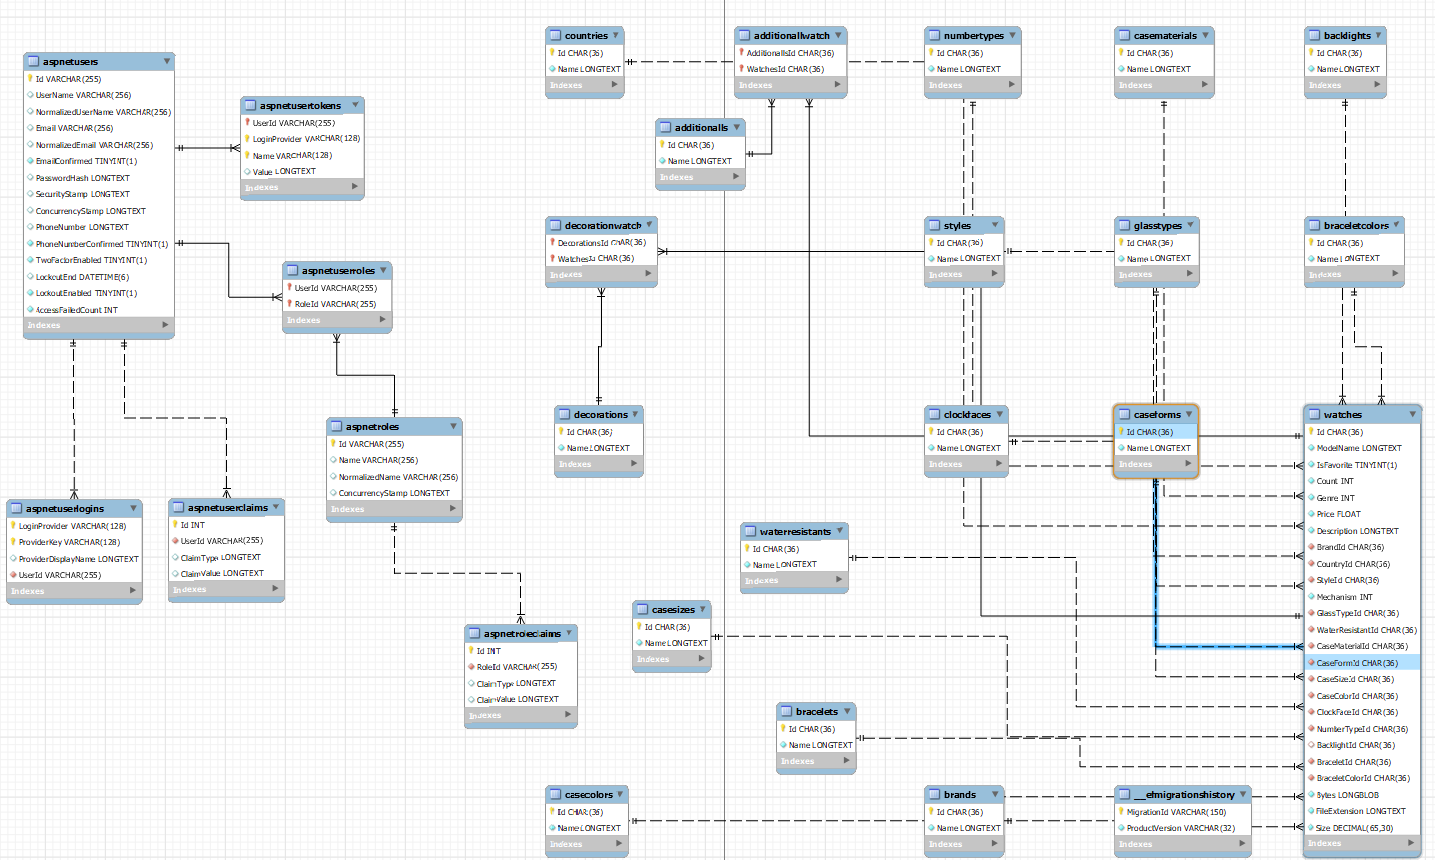 aspnetusers
Id VARCHAR(255)
UserName VARCHAR(256)
NormalizedUserName VARCHAR(256)
Email VARCHAR(256)
NormalizedEmail VARCHAR(256)
EmailConfirmed TINYINT(1)
PasswordHash LONGTEXT
SecurityStamp LONGTEXT
ConcurrencyStamp LONGTEXT
PhoneNumber LONGTEXT
PhoneNumberConfirmed TINYINT(1)
TwoFactorEnabled TINYINT(1)
LockoutEnd DATETIME(6)
LockoutEnabled TINYINT(1)
AccessFailedCount INT
Indexes
aspnetusertokens
UserId VARCHAR(255)
LoginProvider VARCHAR(128)
Name VARCHAR(128)
Value LONGTEXT
Indexes
aspnetuserroles
UserId VARCHAR(255)
RoleId VARCHAR(255)
Indexes
aspnetroles
Id VARCHAR(255)
Name VARCHAR(256)
NormalizedName VARCHAR(256)
ConcurrencyStamp LONGTEXT
Indexes
aspnetuserlogins
LoginProvider VARCHAR(128)
ProviderKey VARCHAR(128)
ProviderDisplayName LONGTEXT
UserId VARCHAR(255)
Indexes
aspnetuserclaims
Id INT
UserId VARCHAR(255)
ClaimType LONGTEXT
ClaimValue LONGTEXT
Indexes
aspnetroleclaims
Id INT
RoleId VARCHAR(255)
ClaimType LONGTEXT
ClaimValue LONGTEXT
Indexes
countries
Id CHAR(36)
Name LONGTEXT
Indexes
additionallwatch
AdditionallsId CHAR(36)
WatchesId CHAR(36)
Indexes
numbertypes
Id CHAR(36)
Name LONGTEXT
Indexes
casematerials
Id CHAR(36)
Name LONGTEXT
Indexes
backlights
Id CHAR(36)
Name LONGTEXT
Indexes
additionalls
Id CHAR(36)
Name LONGTEXT
Indexes
decorationwatch
DecorationsId CHAR(36)
WatchesId CHAR(36)
Indexes
styles
Id CHAR(36)
Name LONGTEXT
Indexes
glasstypes
Id CHAR(36)
Name LONGTEXT
Indexes
braceletcolors
Id CHAR(36)
Name LONGTEXT
Indexes
decorations
Id CHAR(36)
Name LONGTEXT
Indexes
clockfaces
Id CHAR(36)
Name LONGTEXT
Indexes
caseforms
Id CHAR(36)
Name LONGTEXT
Indexes
watches
Id CHAR(36)
ModelName LONGTEXT
IsFavorite TINYINT(1)
Count INT
Genre INT
Price FLOAT
Description LONGTEXT
BrandId CHAR(36)
CountryId CHAR(36)
StyleId CHAR(36)
Mechanism INT
GlassTypeId CHAR(36)
WaterResistantId CHAR(36)
CaseMaterialId CHAR(36)
CaseFormId CHAR(36)
CaseSizeId CHAR(36)
CaseColorId CHAR(36)
ClockFaceId CHAR(36)
NumberTypeId CHAR(36)
BacklightId CHAR(36)
BraceletId CHAR(36)
BraceletColorId CHAR(36)
Bytes LONGBLOB
FileExtension LONGTEXT
Size DECIMAL(65,30)
Indexes
waterresistants
Id CHAR(36)
Name LONGTEXT
Indexes
casesizes
Id CHAR(36)
Name LONGTEXT
Indexes
bracelets
Id CHAR(36)
Name LONGTEXT
Indexes
casecolors
Id CHAR(36)
Name LONGTEXT
Indexes
brands
Id CHAR(36)
Name LONGTEXT
Indexes
__efmigrationshistory
MigrationId VARCHAR(150)
ProductVersion VARCHAR(32)
Indexes